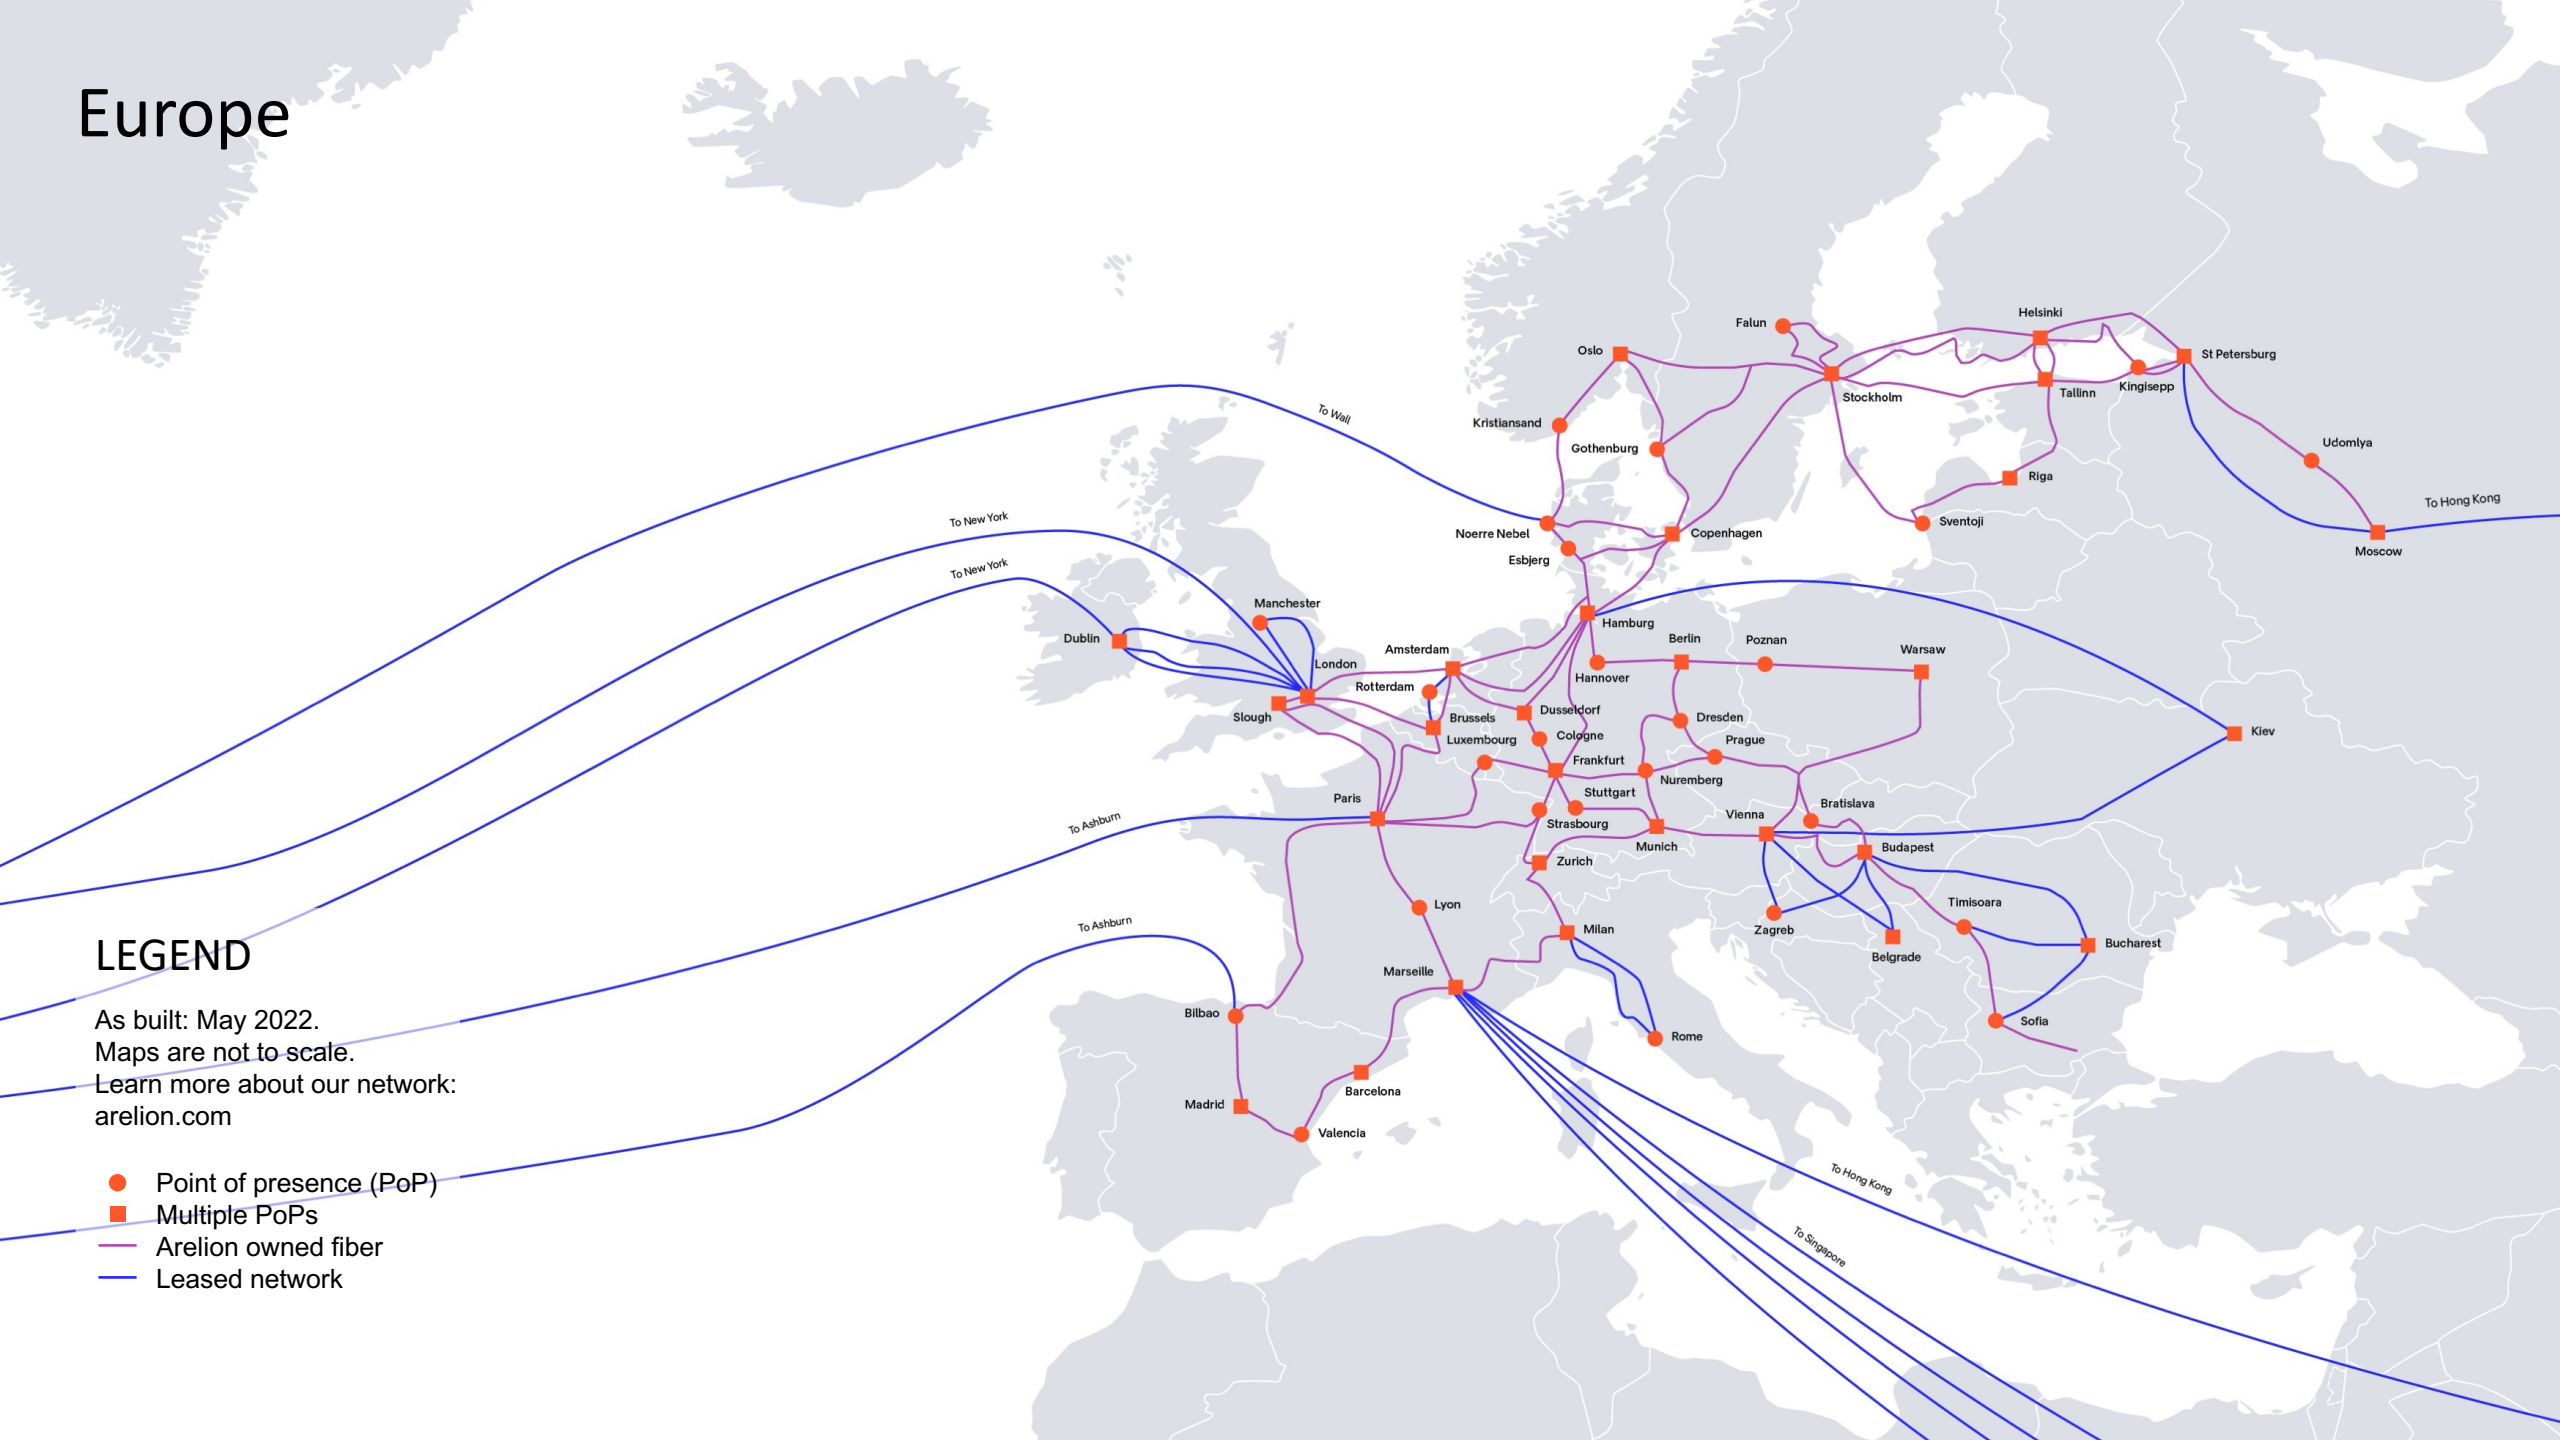 Europe
Falun
Helsinki
Oslo
St Petersburg
Kingisepp
Tallinn
Stockholm
To Wall
Kristiansand
Gothenburg
Udomlya
Riga
To Hong Kong
To New York
Sventoji
Noerre Nebel
Copenhagen
Moscow
Esbjerg
To New York
Manchester
Hamburg
Dublin
Berlin
Poznan
Amsterdam
Warsaw
London
Hannover
Rotterdam
Slough
Brussels
Dusseldorf
Dresden
Kiev
Luxembourg
Cologne
Prague
Frankfurt
Nuremberg
Stuttgart
Paris
Bratislava
To Ashburn
Vienna
Strasbourg
Munich
Budapest
Zurich
Lyon
Timisoara
To Ashburn
Milan
Zagreb
Bucharest
Belgrade
Marseille
Bilbao
Sofia
Rome
Barcelona
Madrid
Valencia
To Hong Kong
To Singapore
LEGEND
As built: May 2022.
Maps are not to scale.
Learn more about our network:
arelion.com
Point of presence (PoP)
Multiple PoPs
Arelion owned fiber
Leased network